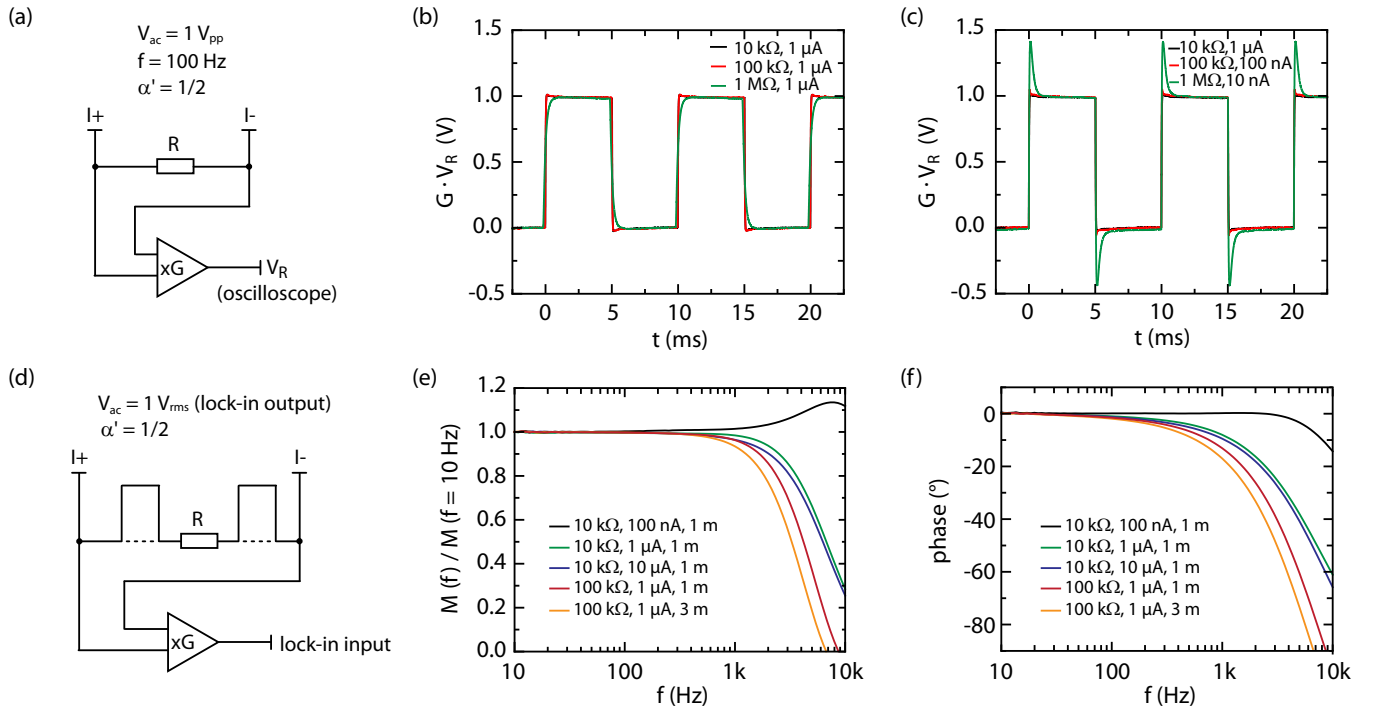 (a)
V_ac = 1 V_pp
f = 100 Hz
α' = 1/2
I+
I-
R
xG
V_R
(oscilloscope)
(b)
1.5
1.0
0.5
0.0
-0.5
G · V_R (V)
10 kΩ, 1 µA
100 kΩ, 1 µA
1 MΩ, 1 µA
0 5 10 15 20
t (ms)
(c)
1.5
1.0
0.5
0.0
-0.5
G · V_R (V)
10 kΩ, 1 µA
100 kΩ,100 nA
1 MΩ,10 nA
0 5 10 15 20
t (ms)
(d)
V_ac = 1 V_rms (lock-in output)
α' = 1/2
I+
I-
R
xG
lock-in input
(e)
1.2
1.0
0.8
0.6
0.4
0.2
0.0
M (f) / M (f = 10 Hz)
10 kΩ, 100 nA, 1 m
10 kΩ, 1 µA, 1 m
10 kΩ, 10 µA, 1 m
100 kΩ, 1 µA, 1 m
100 kΩ, 1 µA, 3 m
10 100 1k 10k
f (Hz)
(f)
0
-20
-40
-60
-80
phase (°)
10 kΩ, 100 nA, 1 m
10 kΩ, 1 µA, 1 m
10 kΩ, 10 µA, 1 m
100 kΩ, 1 µA, 1 m
100 kΩ, 1 µA, 3 m
10 100 1k 10k
f (Hz)